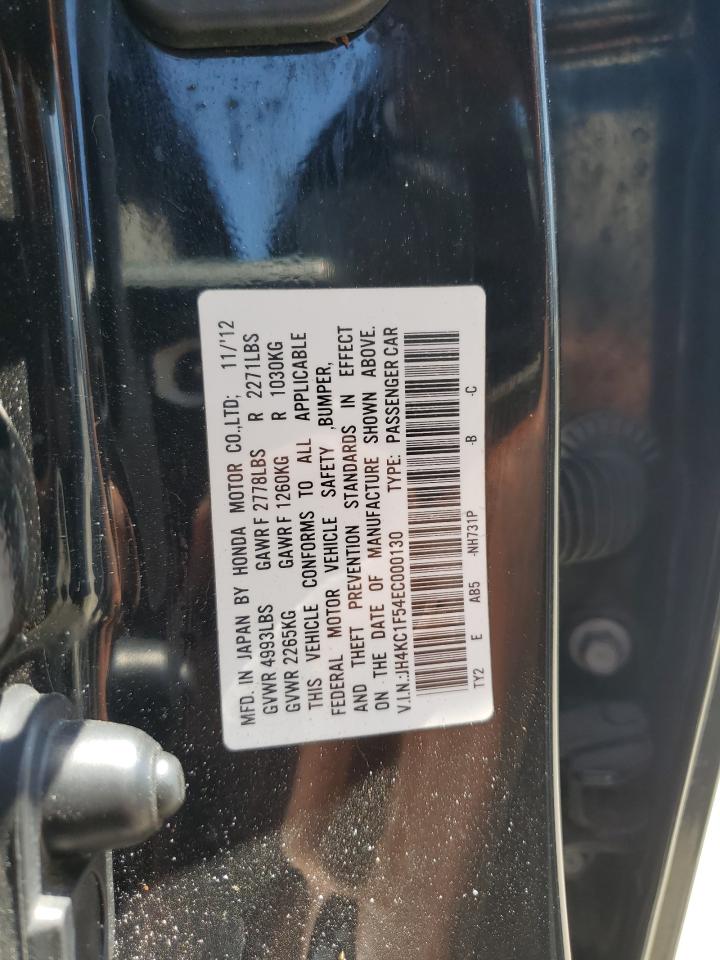 MFD. IN JAPAN BY HONDA MOTOR CO.,LTD; 11/'12
GVWR 4993LBS GAWR F 2778LBS R 2271LBS
GVWR 2265KG GAWR F 1260KG R 1030KG
THIS VEHICLE CONFORMS TO ALL APPLICABLE
FEDERAL MOTOR VEHICLE SAFETY ,BUMPER,
AND THEFT PREVENTION STANDARDS IN EFFECT
ON THE DATE OF MANUFACTURE SHOWN ABOVE.
V.I.N.:JH4KC1F54EC000130 TYPE: PASSENGER CAR
TY2 E AB5 -NH731P -B -C